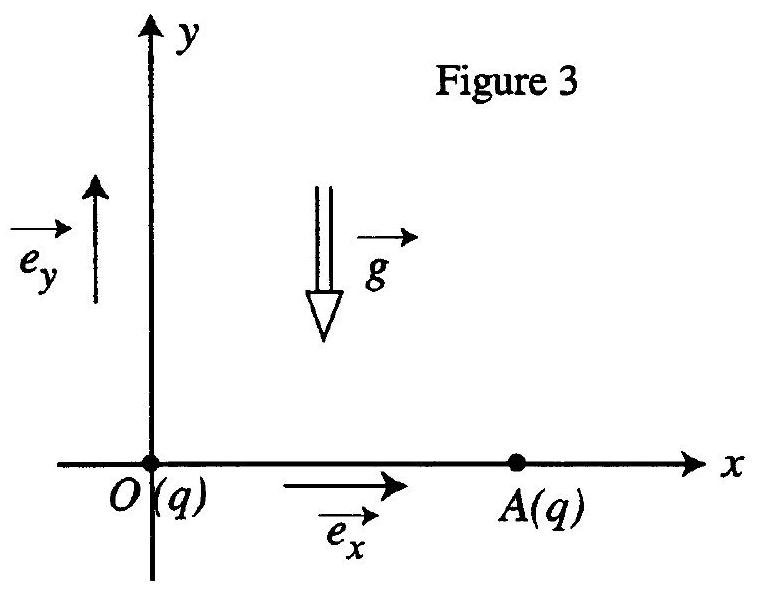 y
Figure 3
e_y
g
x
O (q)
A(q)
e_x